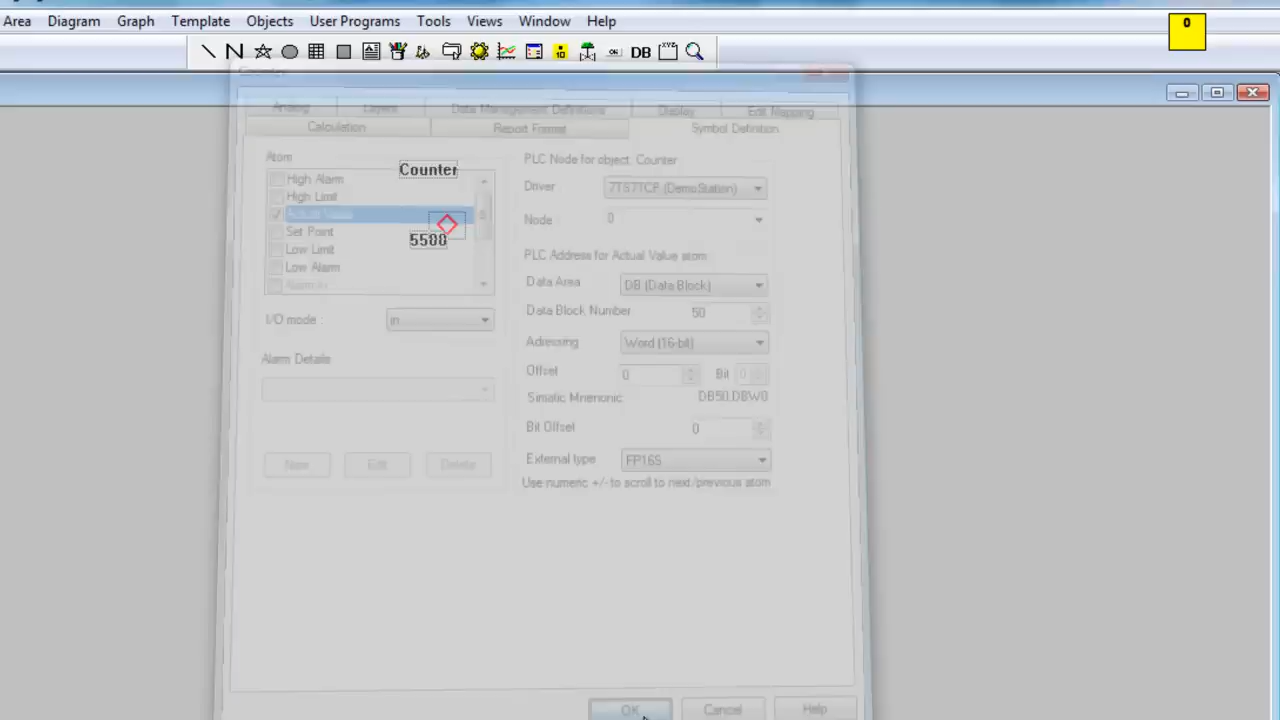 Area Diagram Graph Template Objects User Programs Tools Views Window Help
0
DB
Analog Layers Data Management Definitions Display Edit Mapping
Calculation Report Format Symbol Definition
Atom
High Alarm
High Limit
Actual Value
Set Point
Low Limit
Low Alarm
Counter
5500
I/O mode : in
Alarm Details
New Edit Delete
PLC Node for object: Counter
Driver 7TS7TCP (DemoStation)
Node 0
PLC Address for Actual Value atom
Data Area DB (Data Block)
Data Block Number 50
Adressing Word (16-bit)
Offset 0 Bit 0
Simatic Mnemonic: DB50.DBW0
Bit Offset 0
External type FP16S
Use numeric +/- to scroll to next/previous atom
OK Cancel Help